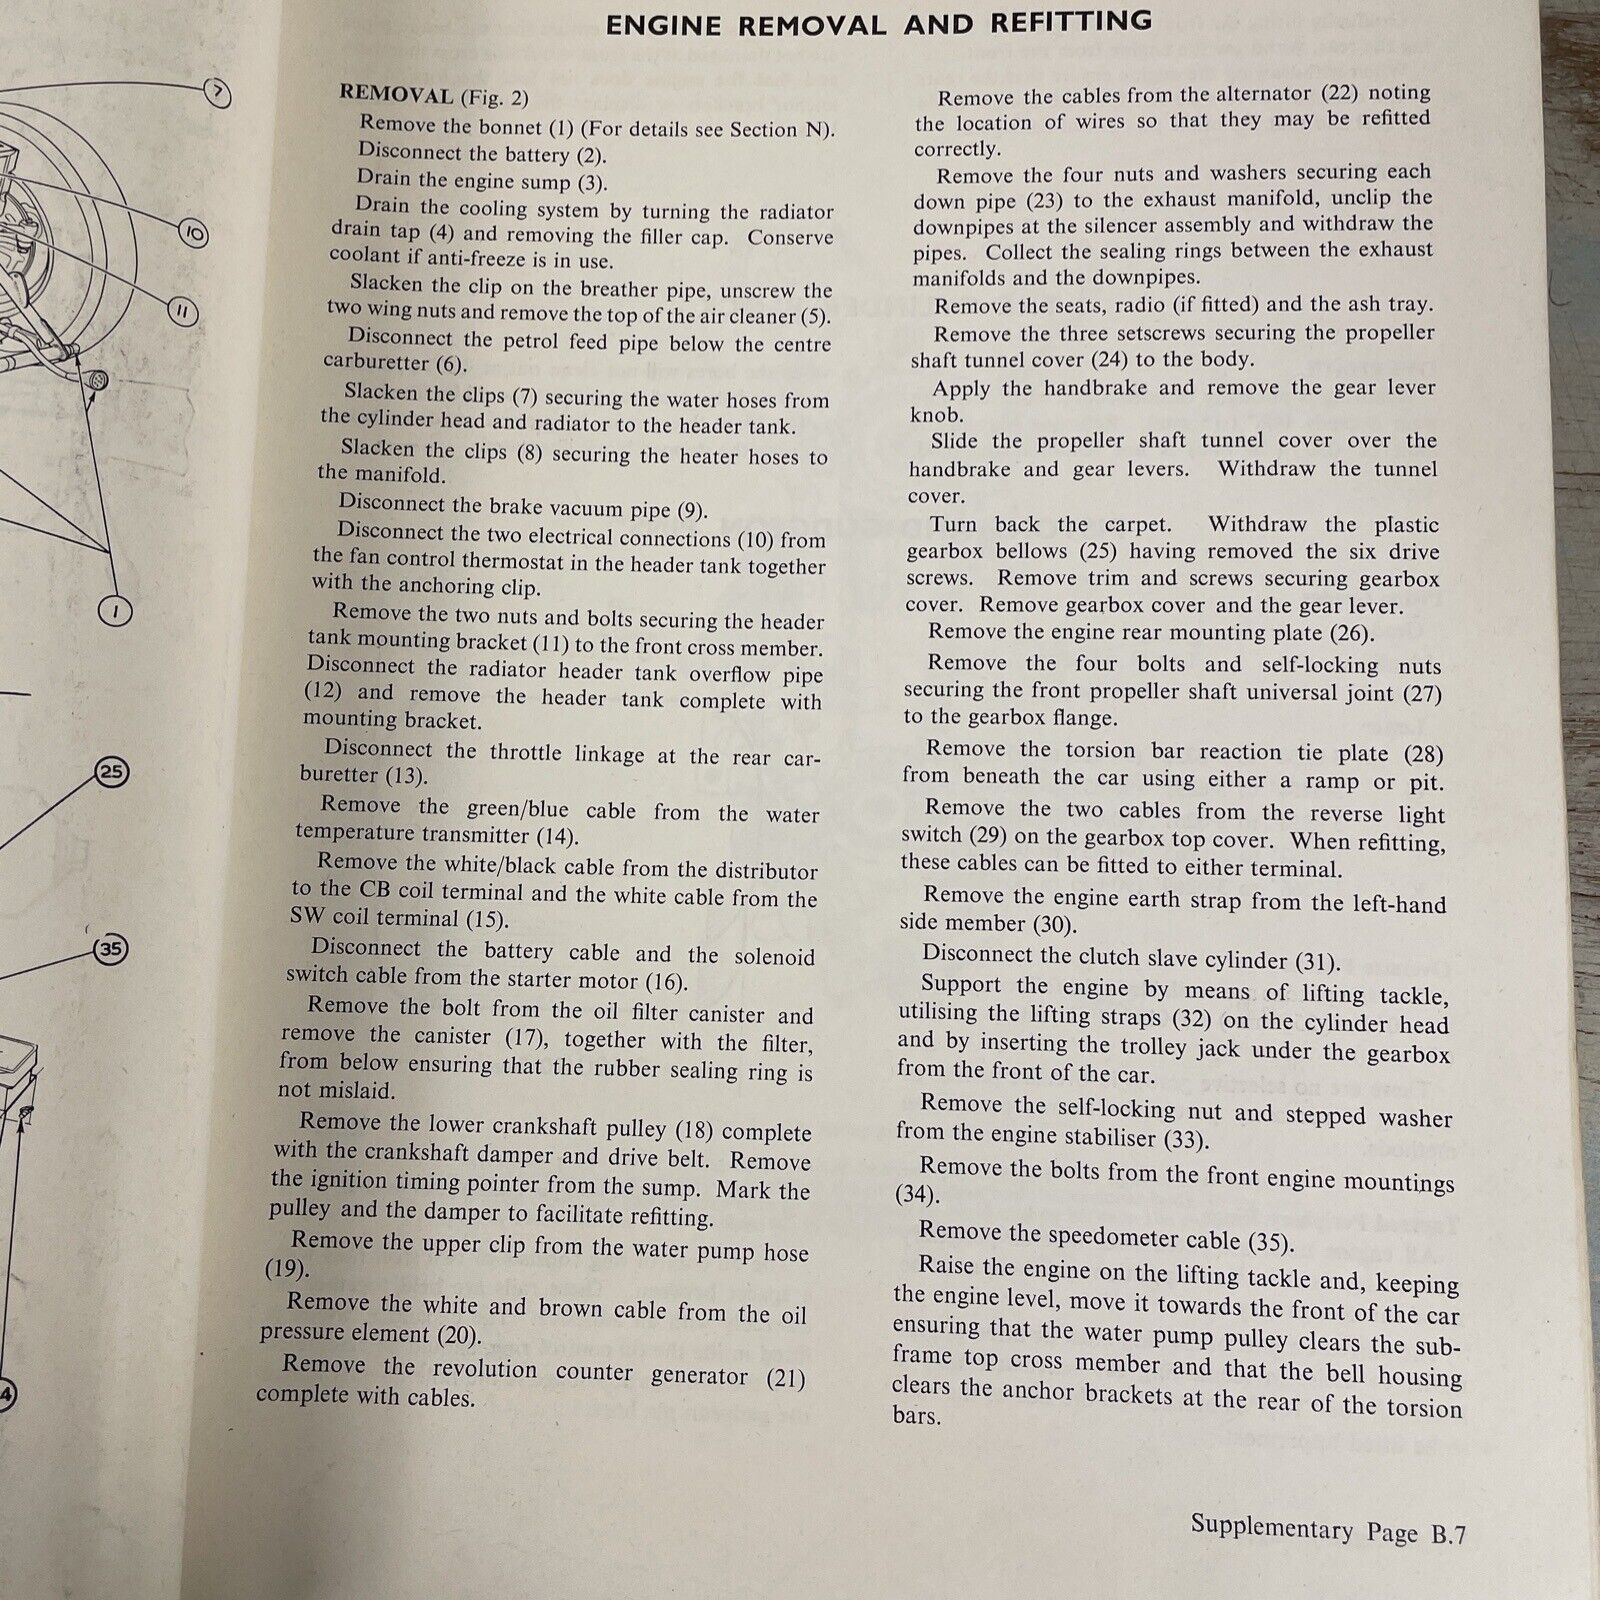 ENGINE REMOVAL AND REFITTING
REMOVAL (Fig. 2)
Remove the bonnet (1) (For details see Section N).
Disconnect the battery (2).
Drain the engine sump (3).
Drain the cooling system by turning the radiator
drain tap (4) and removing the filler cap. Conserve
coolant if anti-freeze is in use.
Slacken the clip on the breather pipe, unscrew the
two wing nuts and remove the top of the air cleaner (5).
Disconnect the petrol feed pipe below the centre
carburetter (6).
Slacken the clips (7) securing the water hoses from
the cylinder head and radiator to the header tank.
Slacken the clips (8) securing the heater hoses to
the manifold.
Disconnect the brake vacuum pipe (9).
Disconnect the two electrical connections (10) from
the fan control thermostat in the header tank together
with the anchoring clip.
Remove the two nuts and bolts securing the header
tank mounting bracket (11) to the front cross member.
Disconnect the radiator header tank overflow pipe
(12) and remove the header tank complete with
mounting bracket.
Disconnect the throttle linkage at the rear car-
buretter (13).
Remove the green/blue cable from the water
temperature transmitter (14).
Remove the white/black cable from the distributor
to the CB coil terminal and the white cable from the
SW coil terminal (15).
Disconnect the battery cable and the solenoid
switch cable from the starter motor (16).
Remove the bolt from the oil filter canister and
remove the canister (17), together with the filter,
from below ensuring that the rubber sealing ring is
not mislaid.
Remove the lower crankshaft pulley (18) complete
with the crankshaft damper and drive belt. Remove
the ignition timing pointer from the sump. Mark the
pulley and the damper to facilitate refitting.
Remove the upper clip from the water pump hose
(19).
Remove the white and brown cable from the oil
pressure element (20).
Remove the revolution counter generator (21)
complete with cables.
Remove the cables from the alternator (22) noting
the location of wires so that they may be refitted
correctly.
Remove the four nuts and washers securing each
down pipe (23) to the exhaust manifold, unclip the
downpipes at the silencer assembly and withdraw the
pipes. Collect the sealing rings between the exhaust
manifolds and the downpipes.
Remove the seats, radio (if fitted) and the ash tray.
Remove the three setscrews securing the propeller
shaft tunnel cover (24) to the body.
Apply the handbrake and remove the gear lever
knob.
Slide the propeller shaft tunnel cover over the
handbrake and gear levers. Withdraw the tunnel
cover.
Turn back the carpet. Withdraw the plastic
gearbox bellows (25) having removed the six drive
screws. Remove trim and screws securing gearbox
cover. Remove gearbox cover and the gear lever.
Remove the engine rear mounting plate (26).
Remove the four bolts and self-locking nuts
securing the front propeller shaft universal joint (27)
to the gearbox flange.
Remove the torsion bar reaction tie plate (28)
from beneath the car using either a ramp or pit.
Remove the two cables from the reverse light
switch (29) on the gearbox top cover. When refitting,
these cables can be fitted to either terminal.
Remove the engine earth strap from the left-hand
side member (30).
Disconnect the clutch slave cylinder (31).
Support the engine by means of lifting tackle,
utilising the lifting straps (32) on the cylinder head
and by inserting the trolley jack under the gearbox
from the front of the car.
Remove the self-locking nut and stepped washer
from the engine stabiliser (33).
Remove the bolts from the front engine mountings
(34).
Remove the speedometer cable (35).
Raise the engine on the lifting tackle and, keeping
the engine level, move it towards the front of the car
ensuring that the water pump pulley clears the sub-
frame top cross member and that the bell housing
clears the anchor brackets at the rear of the torsion
bars.
Supplementary Page B.7
7
10
11
1
25
35